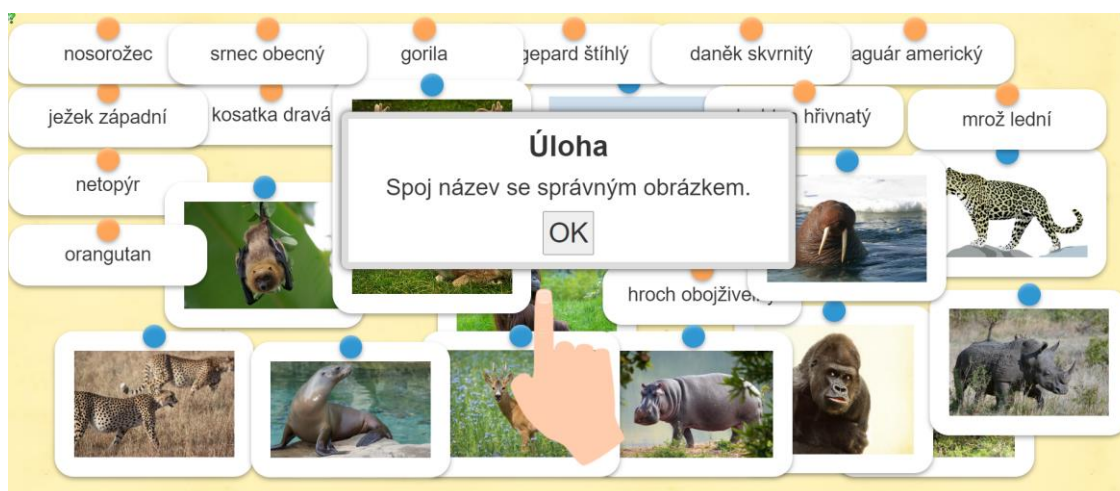 nosorožec
srnec obecný
gorila
gepard štíhlý
daněk skvrnitý
aguár americký
ježek západní
kosatka dravá
hřivnatý
mrož lední
Úloha
Spoj název se správným obrázkem.
OK
netopýr
orangutan
hroch